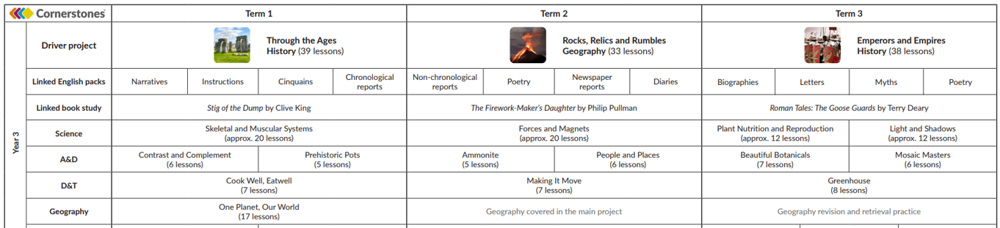 Cornerstones
Term 1
Term 2
Term 3
Year 3
Driver project
Through the Ages
History (39 lessons)
Rocks, Relics and Rumbles
Geography (33 lessons)
Emperors and Empires
History (38 lessons)
Linked English packs
Narratives
Instructions
Cinquains
Chronological
reports
Non-chronological
reports
Poetry
Newspaper
reports
Diaries
Biographies
Letters
Myths
Poetry
Linked book study
Stig of the Dump by Clive King
The Firework-Maker's Daughter by Philip Pullman
Roman Tales: The Goose Guards by Terry Deary
Science
Skeletal and Muscular Systems
(approx. 20 lessons)
Forces and Magnets
(approx. 20 lessons)
Plant Nutrition and Reproduction
(approx. 12 lessons)
Light and Shadows
(approx. 12 lessons)
A&D
Contrast and Complement
(6 lessons)
Prehistoric Pots
(5 lessons)
Ammonite
(5 lessons)
People and Places
(6 lessons)
Beautiful Botanicals
(7 lessons)
Mosaic Masters
(6 lessons)
D&T
Cook Well, Eatwell
(7 lessons)
Making It Move
(7 lessons)
Greenhouse
(8 lessons)
Geography
One Planet, Our World
(17 lessons)
Geography covered in the main project
Geography revision and retrieval practice